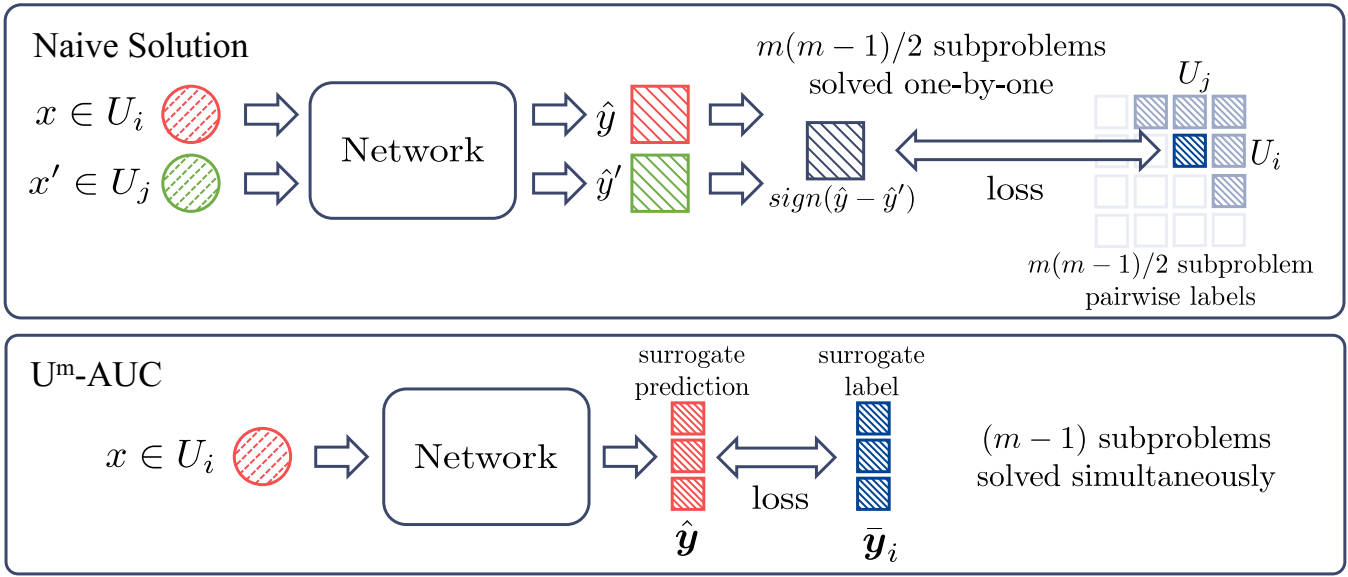 Naive Solution
x ∈ U_i
x′ ∈ U_j
Network
ŷ
ŷ′
m(m − 1)/2 subproblems
solved one-by-one
sign(ŷ − ŷ′)
loss
U_j
U_i
m(m − 1)/2 subproblem
pairwise labels
Uᵐ-AUC
x ∈ U_i
Network
surrogate
prediction
ŷ
loss
surrogate
label
ȳ_i
(m − 1) subproblems
solved simultaneously